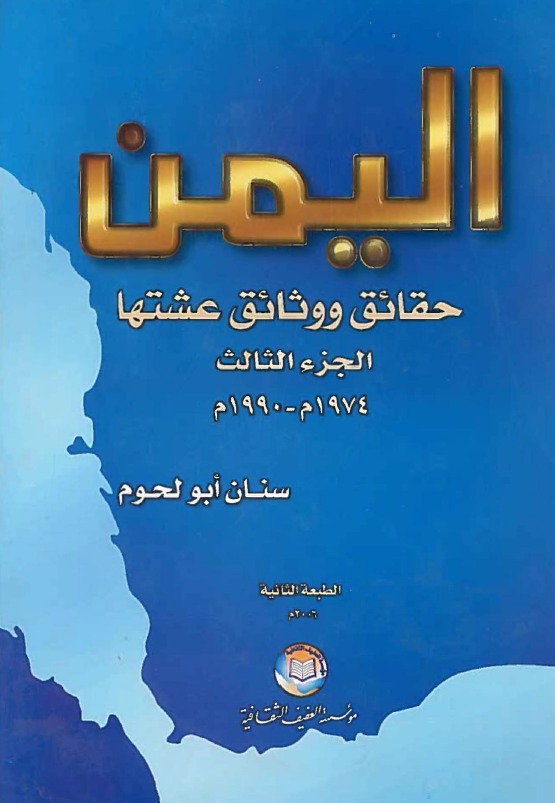 اليمن
حقائق ووثائق عشتها
الجزء الثالث
١٩٧٤م - ١٩٩٠م
سنان أبو لحوم
الطبعة الثانية
٢٠٠٦م
مؤسسة العفيف الثقافية